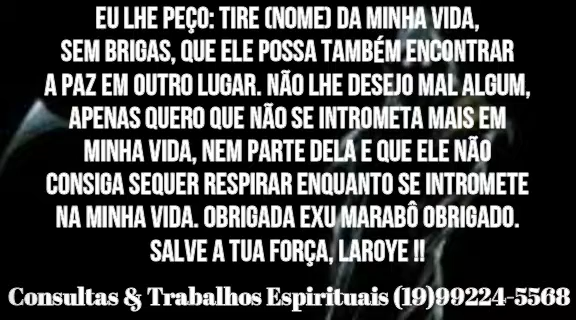 EU LHE PEÇO: TIRE (NOME) DA MINHA VIDA,
SEM BRIGAS, QUE ELE POSSA TAMBÉM ENCONTRAR
A PAZ EM OUTRO LUGAR. NÃO LHE DESEJO MAL ALGUM,
APENAS QUERO QUE NÃO SE INTROMETA MAIS EM
MINHA VIDA, NEM PARTE DELA E QUE ELE NÃO
CONSIGA SEQUER RESPIRAR ENQUANTO SE INTROMETE
NA MINHA VIDA. OBRIGADA EXU MARABÔ OBRIGADO.
SALVE A TUA FORÇA, LAROYE !!
Consultas & Trabalhos Espirituais (19)99224-5568